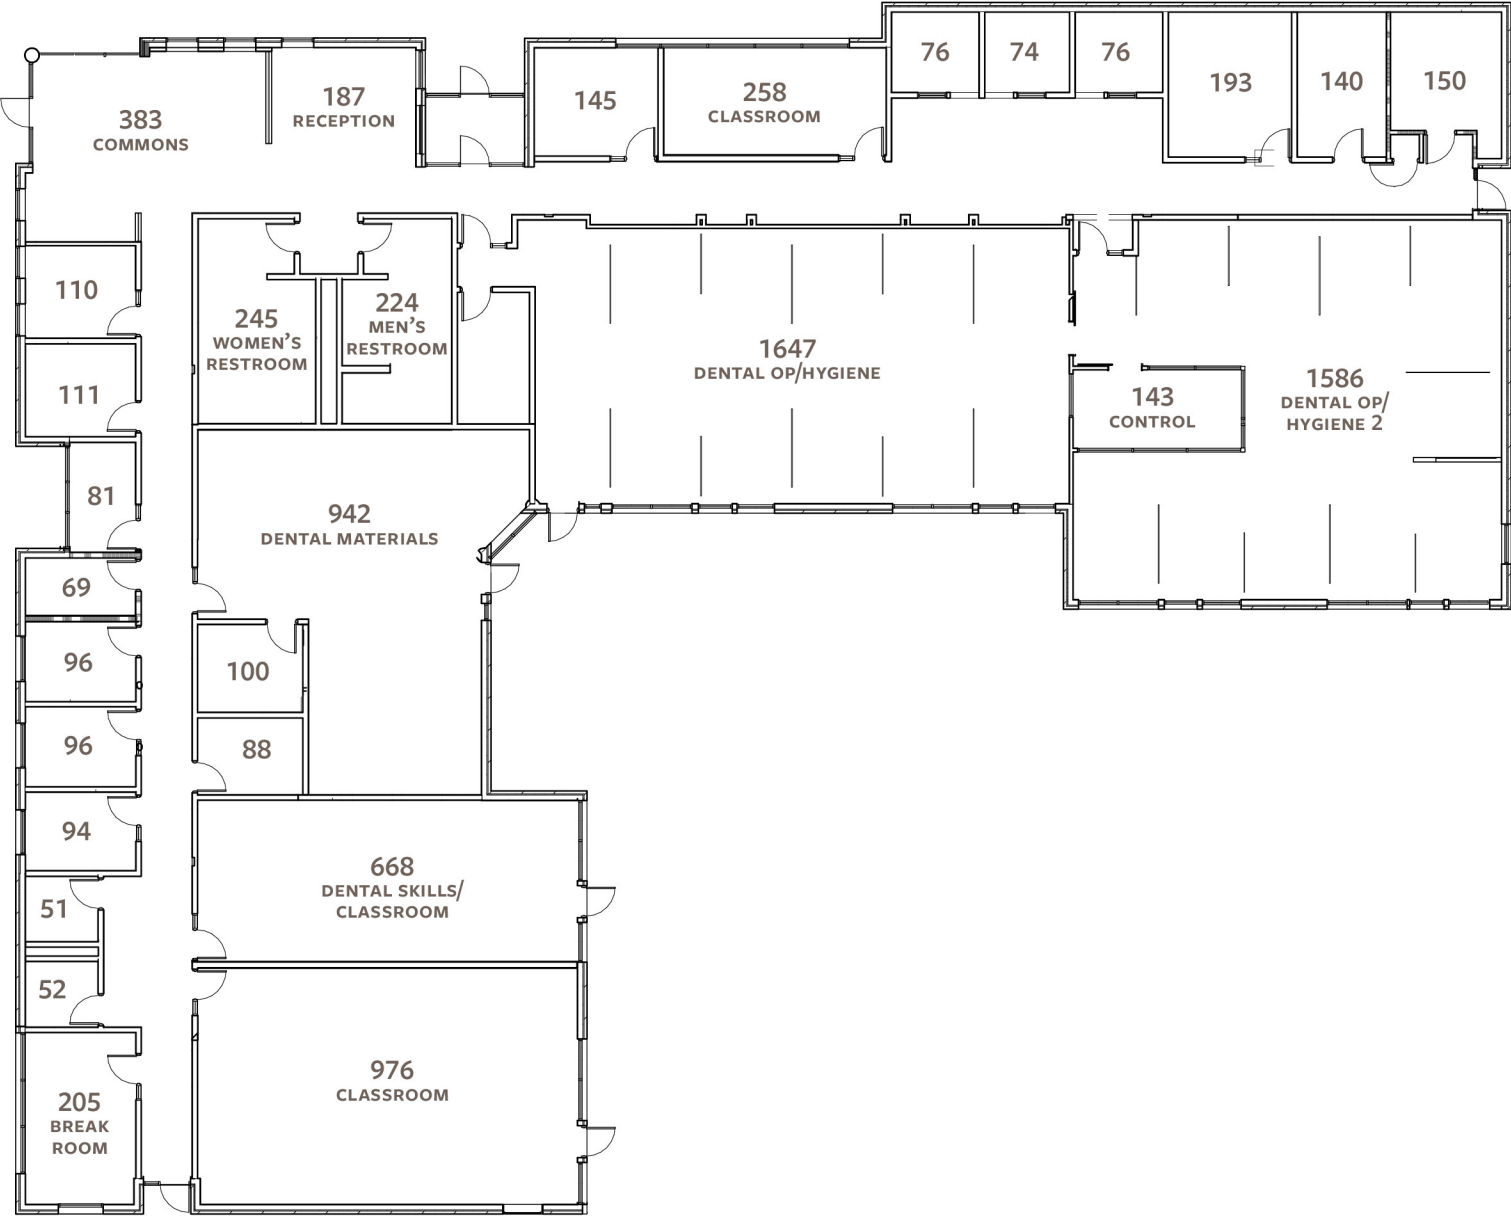 76
74
76
193
140
150
187
RECEPTION
383
COMMONS
145
258
CLASSROOM
110
245
WOMEN'S
RESTROOM
224
MEN'S
RESTROOM
1647
DENTAL OP/HYGIENE
143
CONTROL
1586
DENTAL OP/
HYGIENE 2
111
81
942
DENTAL MATERIALS
69
96
100
96
88
94
668
DENTAL SKILLS/
CLASSROOM
51
52
976
CLASSROOM
205
BREAK
ROOM